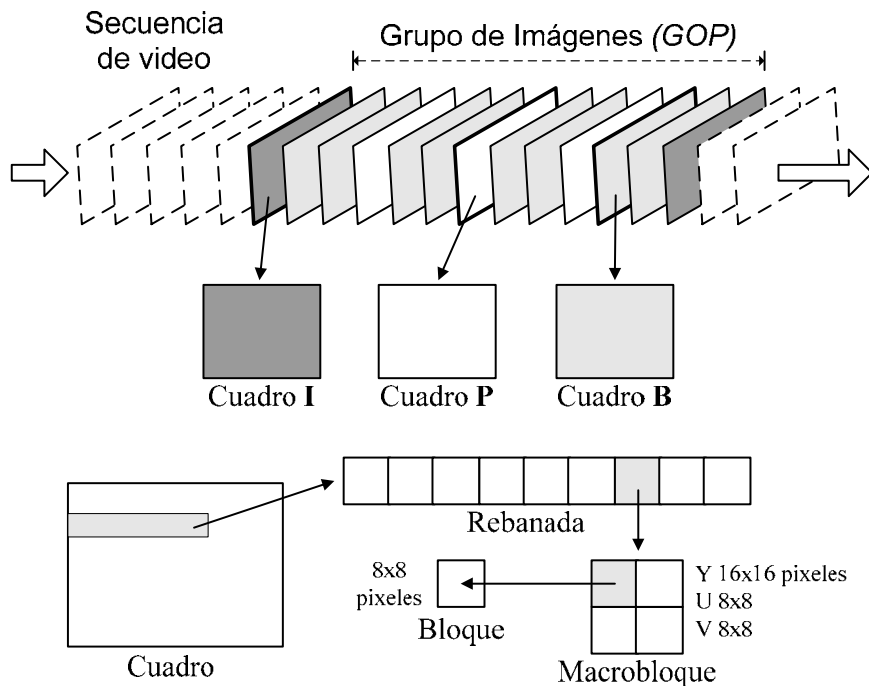 Secuencia
de video
Grupo de Imágenes (GOP)
Cuadro I
Cuadro P
Cuadro B
Rebanada
8x8
pixeles
Bloque
Y 16x16 pixeles
U 8x8
V 8x8
Cuadro
Macrobloque